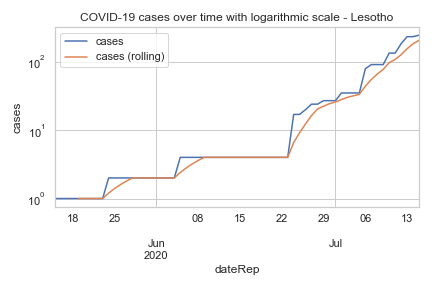 COVID-19 cases over time with logarithmic scale - Lesotho
cases
cases (rolling)
10²
10¹
10⁰
cases
18 25 08 15 22 29 06 13
Jun Jul
2020
dateRep